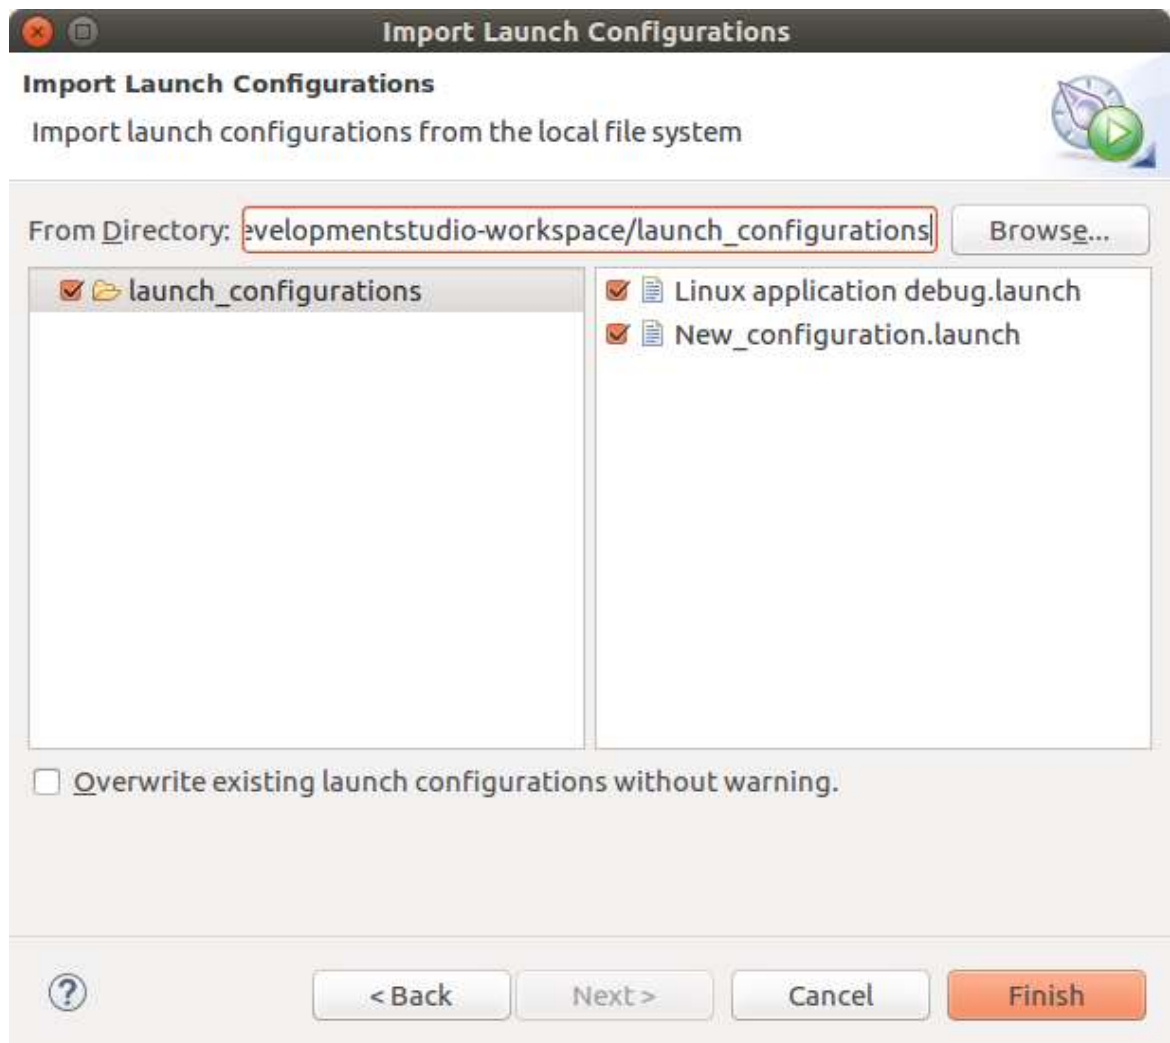 Import Launch Configurations
Import Launch Configurations
Import launch configurations from the local file system
From Directory: evelopmentstudio-workspace/launch_configurations Browse...
launch_configurations
Linux application debug.launch
New_configuration.launch
Overwrite existing launch configurations without warning.
? < Back Next > Cancel Finish